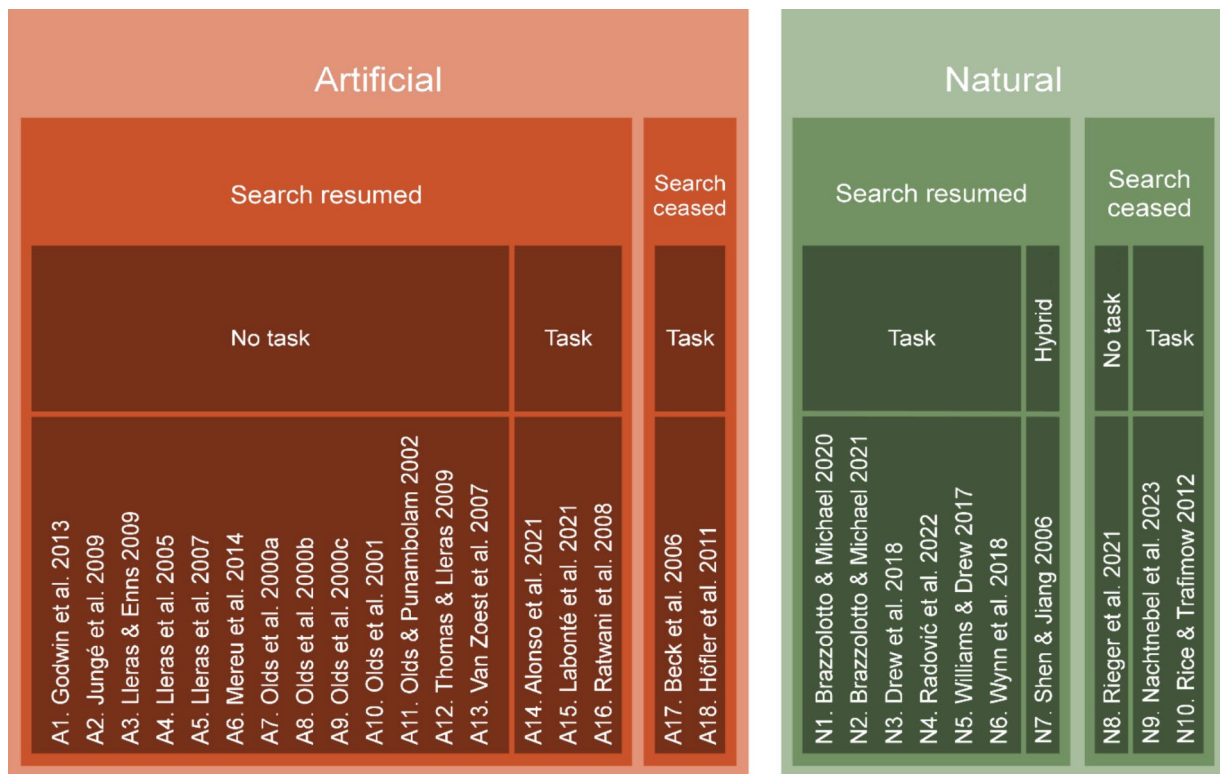 Artificial
Search resumed
Search
ceased
No task
Task
Task
A1. Godwin et al. 2013
A2. Jungé et al. 2009
A3. Lleras & Enns 2009
A4. Lleras et al. 2005
A5. Lleras et al. 2007
A6. Mereu et al. 2014
A7. Olds et al. 2000a
A8. Olds et al. 2000b
A9. Olds et al. 2000c
A10. Olds et al. 2001
A11. Olds & Punambolam 2002
A12. Thomas & Lleras 2009
A13. Van Zoest et al. 2007
A14. Alonso et al. 2021
A15. Labonté et al. 2021
A16. Ratwani et al. 2008
A17. Beck et al. 2006
A18. Höfler et al. 2011
Natural
Search resumed
Search
ceased
Task
Hybrid
No task
Task
N1. Brazzolotto & Michael 2020
N2. Brazzolotto & Michael 2021
N3. Drew et al. 2018
N4. Radović et al. 2022
N5. Williams & Drew 2017
N6. Wynn et al. 2018
N7. Shen & Jiang 2006
N8. Rieger et al. 2021
N9. Nachtnebel et al. 2023
N10. Rice & Trafimow 2012